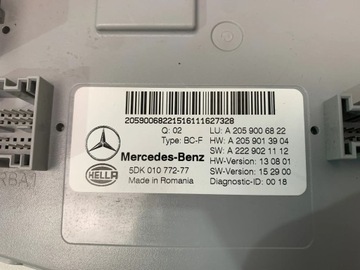 20590068221516111627328
Q: 02 LU: A 205 900 68 22
Type: BC-F HW: A 205 901 39 04
Mercedes-Benz SW: A 222 902 11 12
HELLA 5DK 010 772-77 HW-Version: 13 08 01
Made in Romania SW-Version: 15 29 00
Diagnostic-ID: 00 18